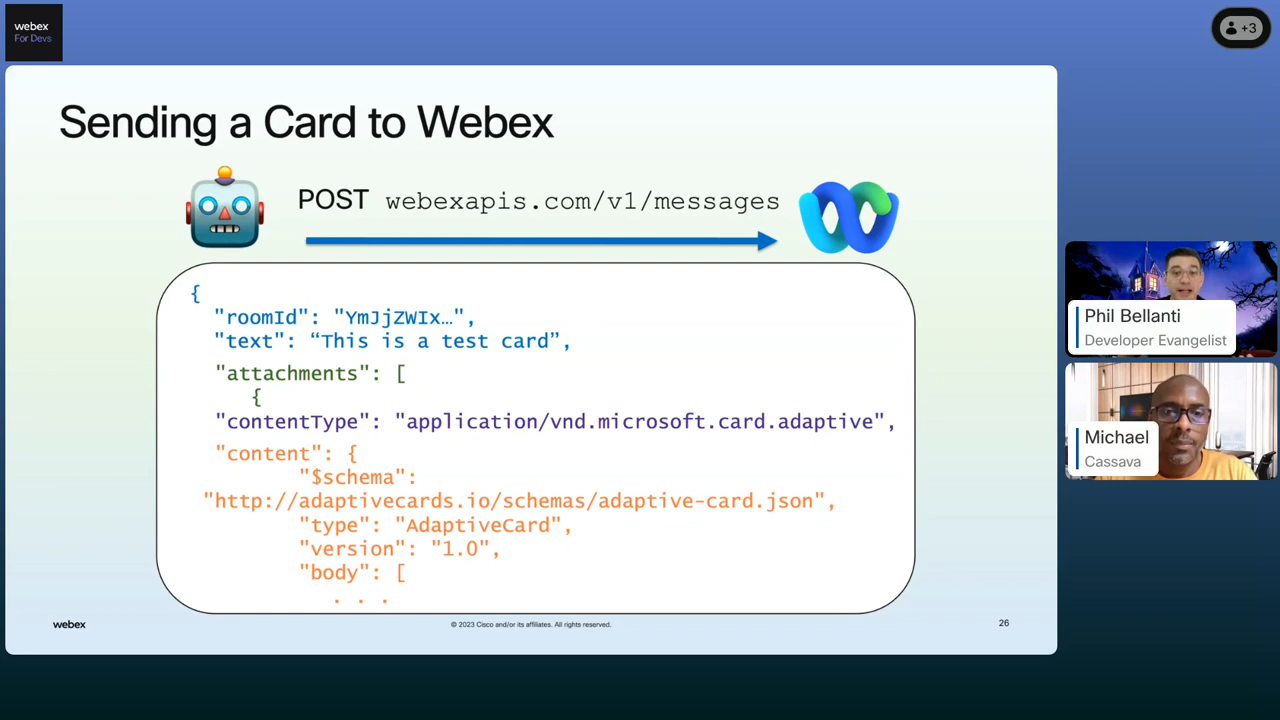 webex
For Devs
+3
Sending a Card to Webex
POST webexapis.com/v1/messages
{
"roomId": "YmJjZWIx…",
"text": “This is a test card”,
"attachments": [
{
"contentType": "application/vnd.microsoft.card.adaptive",
"content": {
"$schema":
"http://adaptivecards.io/schemas/adaptive-card.json",
"type": "AdaptiveCard",
"version": "1.0",
"body": [
. . .
webex
© 2023 Cisco and/or its affiliates. All rights reserved.
26
Phil Bellanti
Developer Evangelist
Michael
Cassava